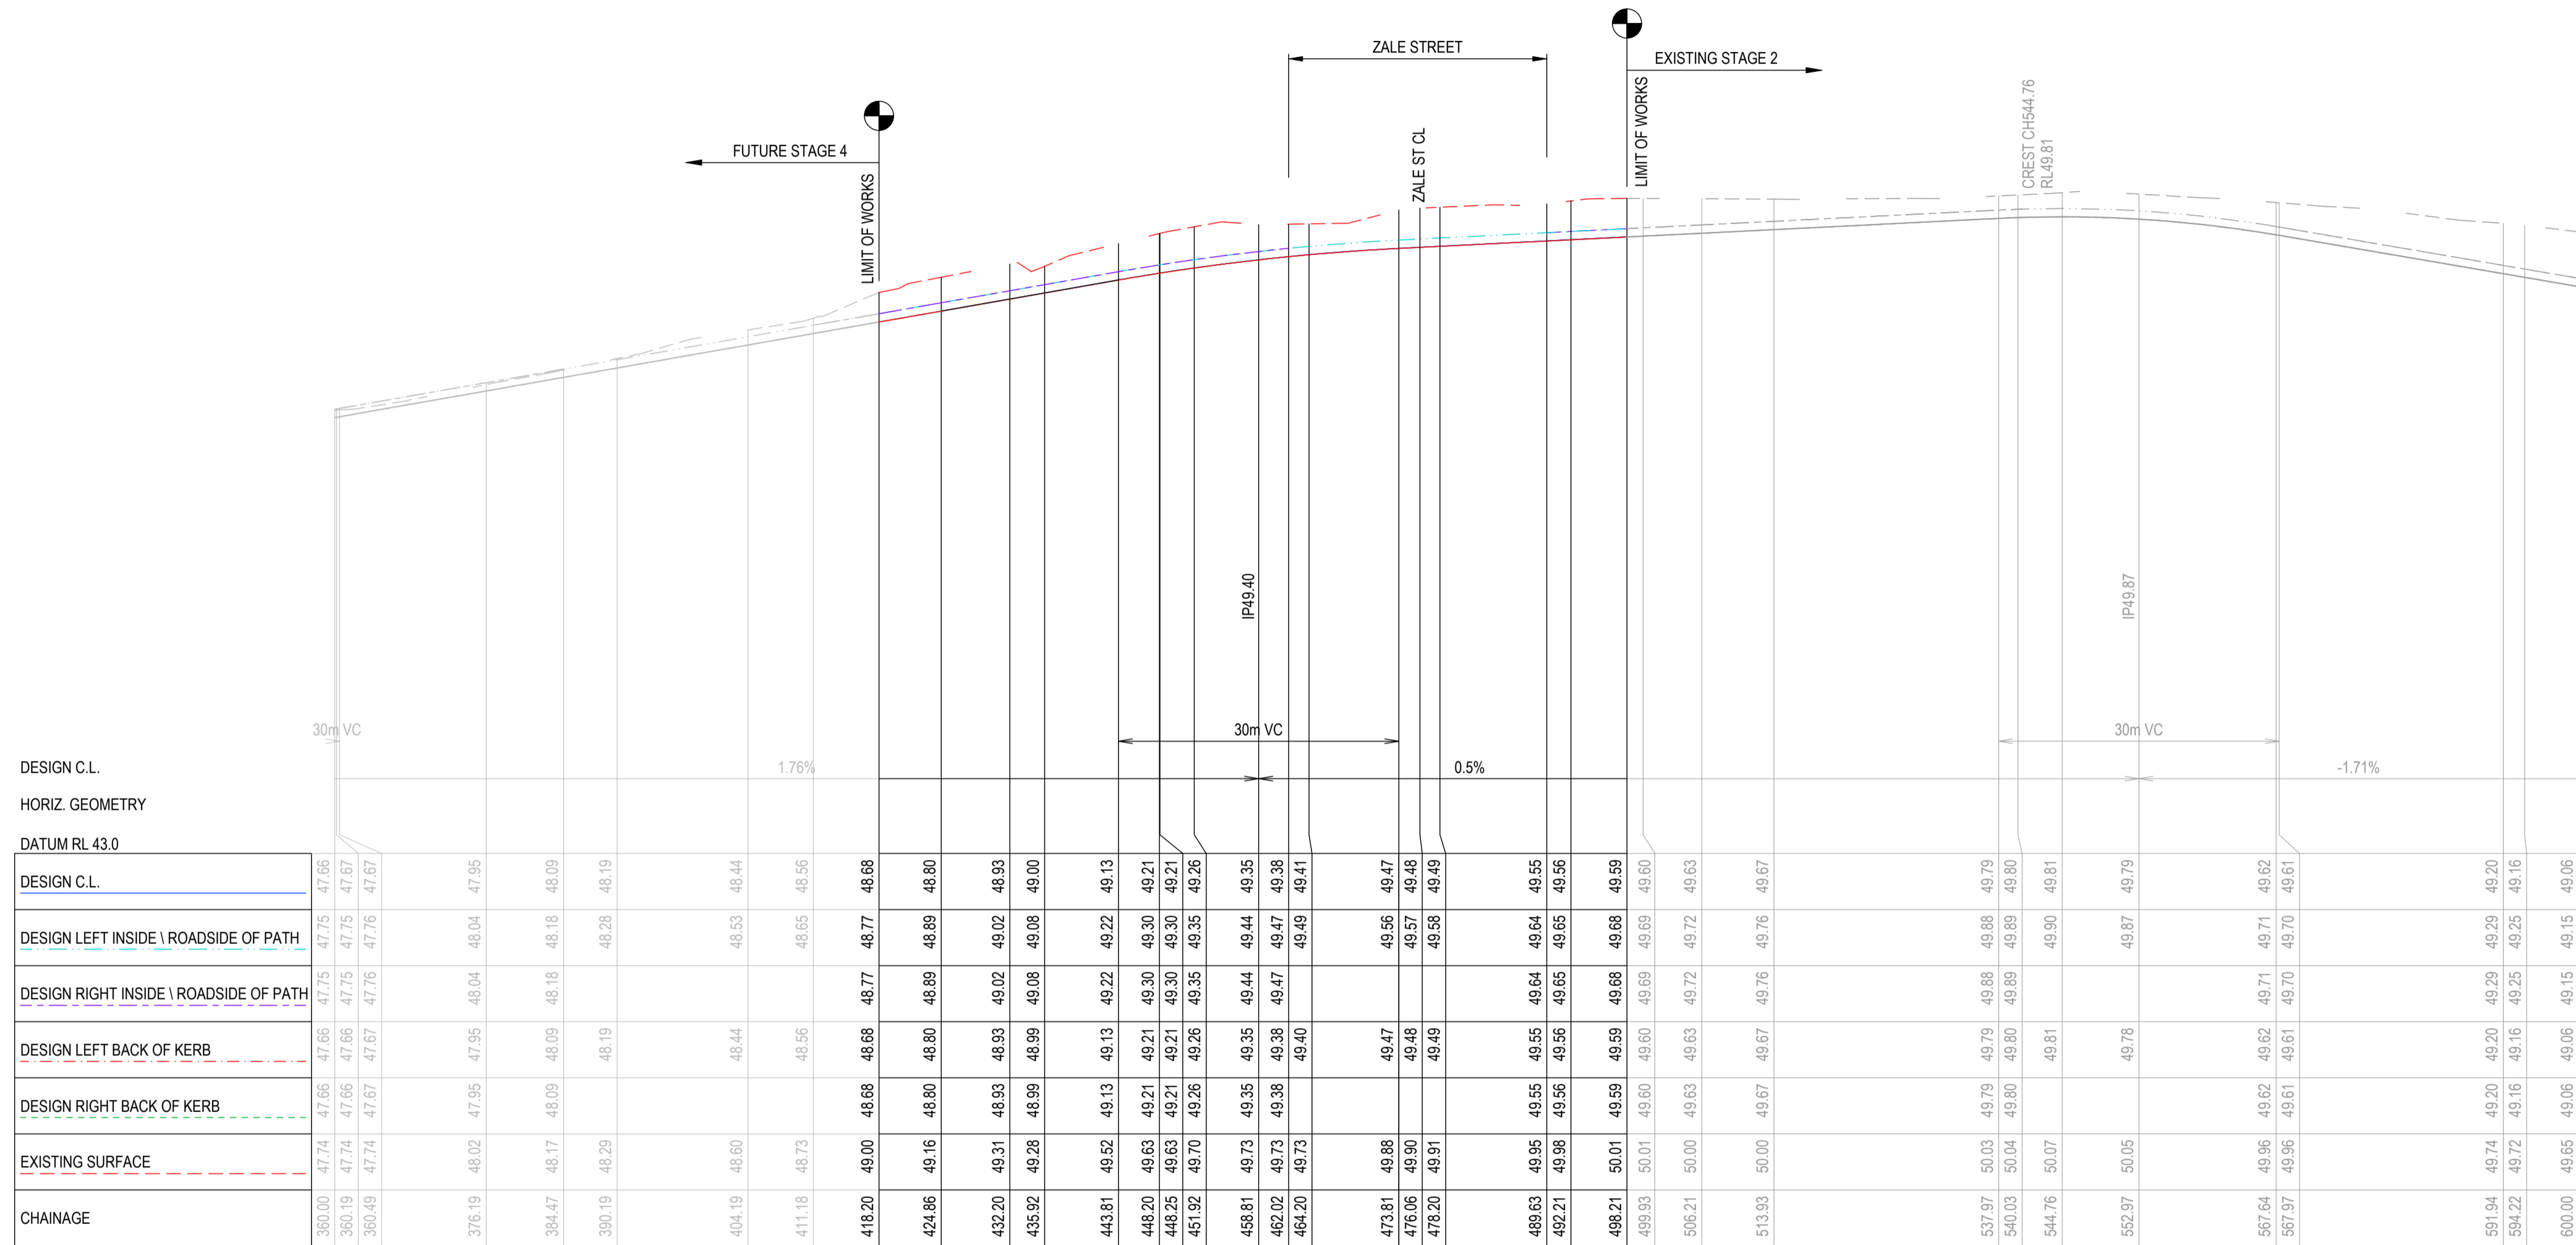 ZALE STREET
EXISTING STAGE 2
LIMIT OF WORKS
CREST CH544.76
RL49.81
FUTURE STAGE 4
LIMIT OF WORKS
ZALE ST CL
IP49.40
IP49.87
30m VC
30m VC
30m VC
DESIGN C.L.
1.76%
0.5%
-1.71%
HORIZ. GEOMETRY
DATUM RL 43.0
DESIGN C.L. 47.66 47.67 47.67 47.95 48.09 48.19 48.44 48.56 48.68 48.80 48.93 49.00 49.13 49.21 49.21 49.26 49.35 49.38 49.41 49.47 49.48 49.49 49.55 49.56 49.59 49.60 49.63 49.67 49.79 49.80 49.81 49.79 49.62 49.61 49.20 49.16 49.06
DESIGN LEFT INSIDE \ ROADSIDE OF PATH 47.75 47.75 47.76 48.04 48.18 48.28 48.53 48.65 48.77 48.89 49.02 49.08 49.22 49.30 49.30 49.35 49.44 49.47 49.49 49.56 49.57 49.58 49.64 49.65 49.68 49.69 49.72 49.76 49.88 49.89 49.90 49.87 49.71 49.70 49.29 49.25 49.15
DESIGN RIGHT INSIDE \ ROADSIDE OF PATH 47.75 47.75 47.76 48.04 48.18 48.77 48.89 49.02 49.08 49.22 49.30 49.30 49.35 49.44 49.47 49.64 49.65 49.68 49.69 49.72 49.76 49.88 49.89 49.71 49.70 49.29 49.25 49.15
DESIGN LEFT BACK OF KERB 47.66 47.66 47.67 47.95 48.09 48.19 48.44 48.56 48.68 48.80 48.93 48.99 49.13 49.21 49.21 49.26 49.35 49.38 49.40 49.47 49.48 49.49 49.55 49.56 49.59 49.60 49.63 49.67 49.79 49.80 49.81 49.78 49.62 49.61 49.20 49.16 49.06
DESIGN RIGHT BACK OF KERB 47.66 47.66 47.67 47.95 48.09 48.68 48.80 48.93 48.99 49.13 49.21 49.21 49.26 49.35 49.38 49.55 49.56 49.59 49.60 49.63 49.67 49.79 49.80 49.62 49.61 49.20 49.16 49.06
EXISTING SURFACE 47.74 47.74 47.74 48.02 48.17 48.29 48.60 48.73 49.00 49.16 49.31 49.28 49.52 49.63 49.63 49.70 49.73 49.73 49.73 49.88 49.90 49.91 49.95 49.98 50.01 50.01 50.00 50.00 50.03 50.04 50.07 50.05 49.96 49.96 49.74 49.72 49.65
CHAINAGE 360.00 360.19 360.49 376.19 384.47 390.19 404.19 411.18 418.20 424.86 432.20 435.92 443.81 448.20 448.25 451.92 458.81 462.02 464.20 473.81 476.06 478.20 489.63 492.21 498.21 499.93 506.21 513.93 537.97 540.03 544.76 552.97 567.64 567.97 591.94 594.22 600.00